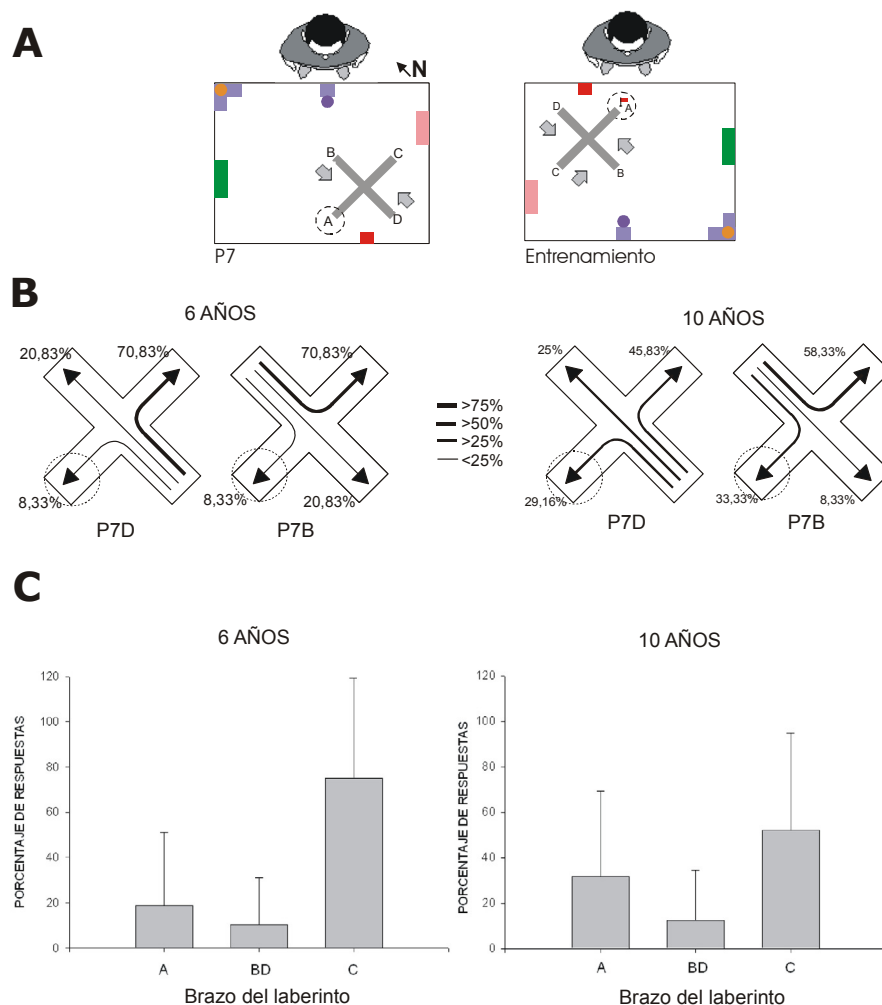 A
N
B
C
A
D
P7
D
A
C
B
Entrenamiento
B
6 AÑOS
10 AÑOS
20,83%
70,83%
70,83%
8,33%
8,33%
20,83%
P7D
P7B
>75%
>50%
>25%
<25%
25%
45,83%
58,33%
29,16%
33,33%
8,33%
P7D
P7B
C
6 AÑOS
10 AÑOS
PORCENTAJE DE RESPUESTAS
120
100
80
60
40
20
0
A
BD
C
Brazo del laberinto
PORCENTAJE DE RESPUESTAS
120
100
80
60
40
20
0
A
BD
C
Brazo del laberinto